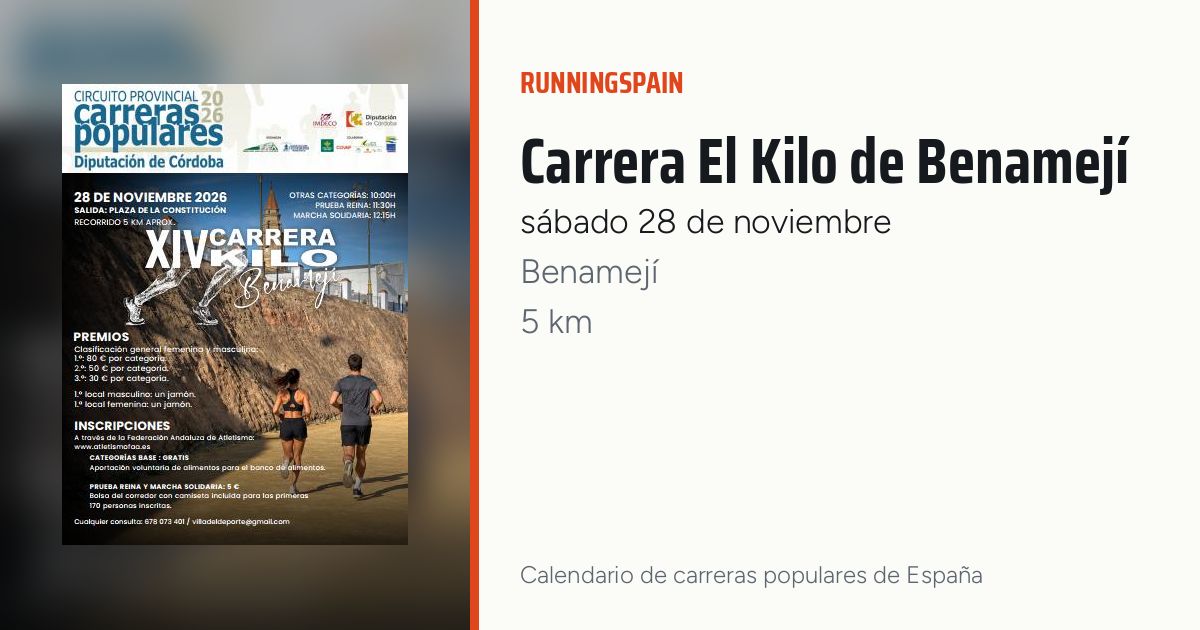 CIRCUITO PROVINCIAL 2026
carreras
populares
Diputación de Córdoba
IMDECO
Diputación
de Córdoba
28 DE NOVIEMBRE 2026
SALIDA: PLAZA DE LA CONSTITUCIÓN
RECORRIDO 5 KM APROX.
OTRAS CATEGORÍAS: 10:00H
PRUEBA REINA: 11:30H
MARCHA SOLIDARIA: 12:15H
XIV CARRERA
KILO
Benamejí
PREMIOS
Clasificación general femenina y masculina:
1.º: 80 € por categoría.
2.º: 50 € por categoría.
3.º: 30 € por categoría.
1.º local masculino: un jamón.
1.º local femenina: un jamón.
INSCRIPCIONES
A través de la Federación Andaluza de Atletismo:
www.atletismofaa.es
CATEGORÍAS BASE : GRATIS
Aportación voluntaria de alimentos para el banco de alimentos.
PRUEBA REINA Y MARCHA SOLIDARIA: 5 €
Bolsa del corredor con camiseta incluida para las primeras
170 personas inscritas.
Cualquier consulta: 678 073 401 / villadeldeporte@gmail.com
RUNNINGSPAIN
Carrera El Kilo de Benamejí
sábado 28 de noviembre
Benamejí
5 km
Calendario de carreras populares de España